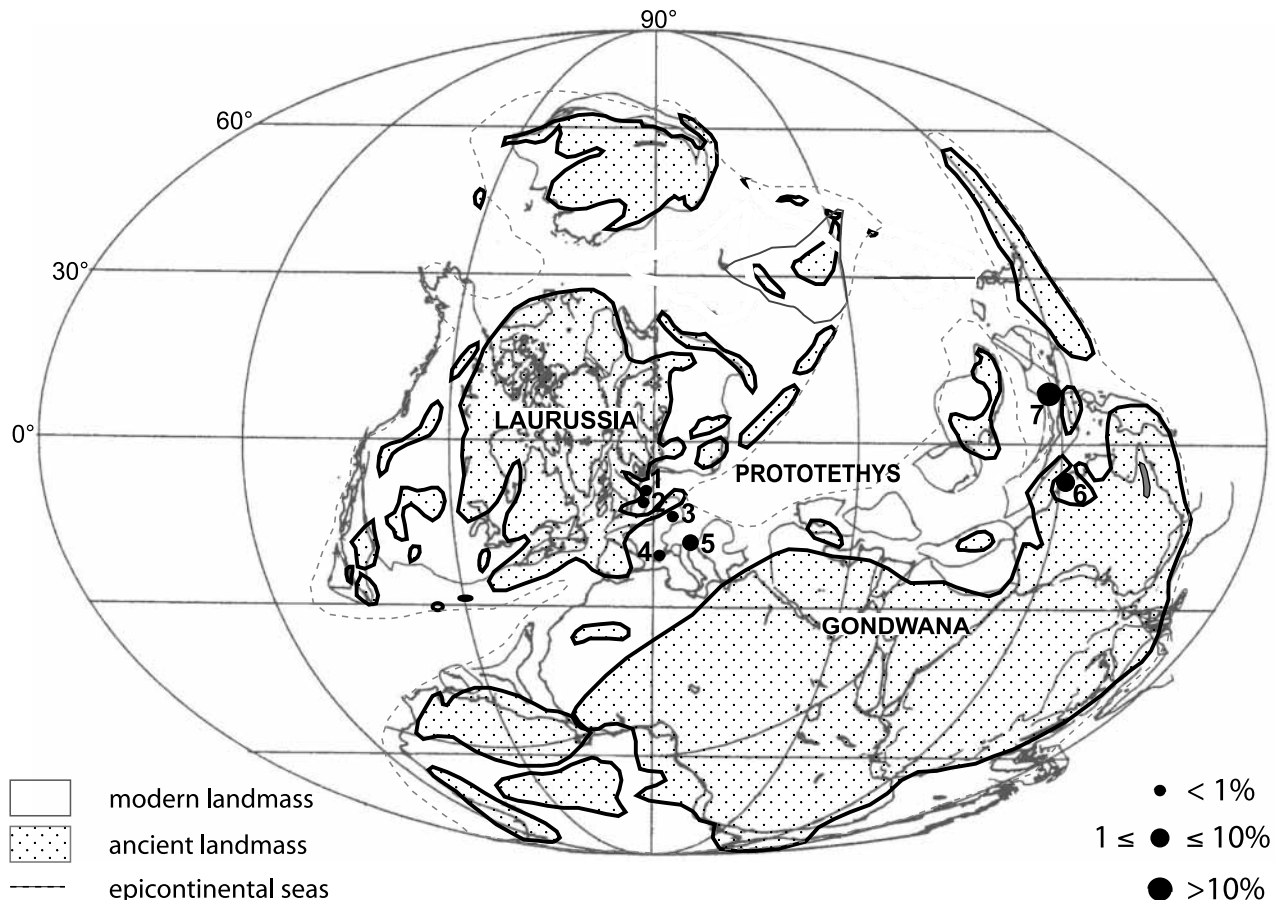 90°
60°
30°
0°
LAURUSSIA
PROTOTETHYS
GONDWANA
1
2
3
4
5
6
7
modern landmass
ancient landmass
epicontinental seas
< 1%
1 ≤ ≤ 10%
>10%